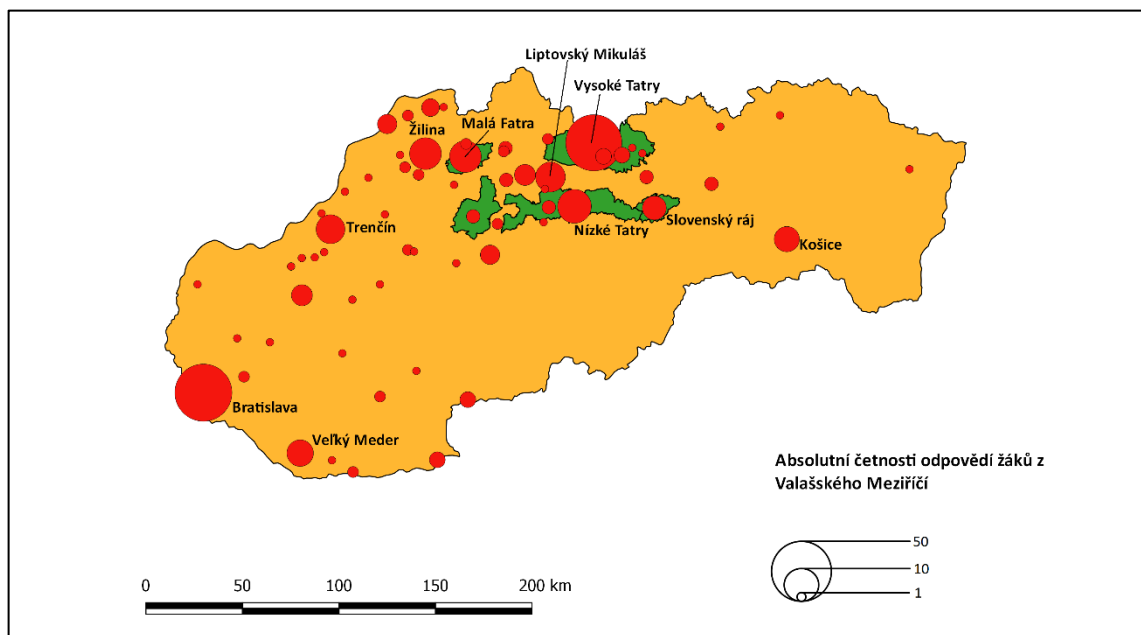 Liptovský Mikuláš
Vysoké Tatry
Malá Fatra
Žilina
Trenčín
Nízké Tatry
Slovenský ráj
Košice
Bratislava
Veľký Meder
Absolutní četnosti odpovědí žáků z
Valašského Meziříčí
50
10
1
0 50 100 150 200 km